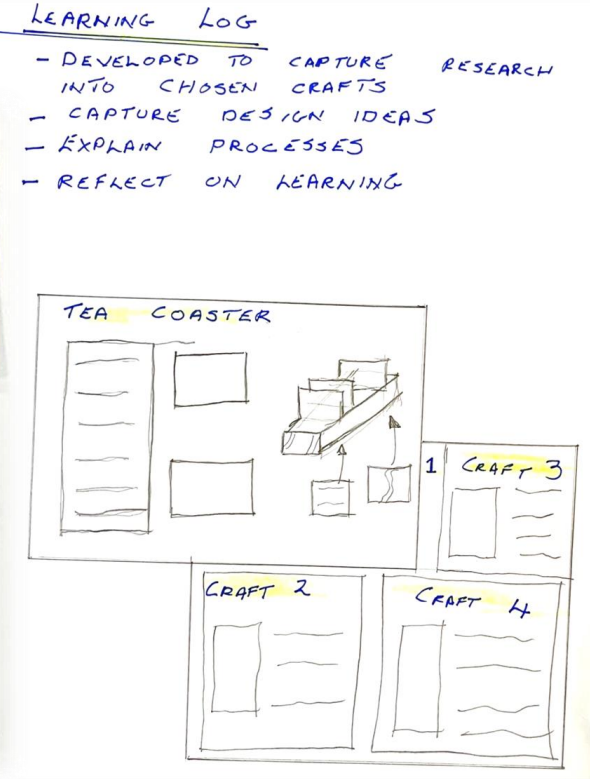 LEARNING LOG
- DEVELOPED TO CAPTURE RESEARCH
INTO CHOSEN CRAFTS
- CAPTURE DESIGN IDEAS
- EXPLAIN PROCESSES
- REFLECT ON LEARNING
TEA COASTER
1 CRAFT 3
CRAFT 2
CRAFT 4